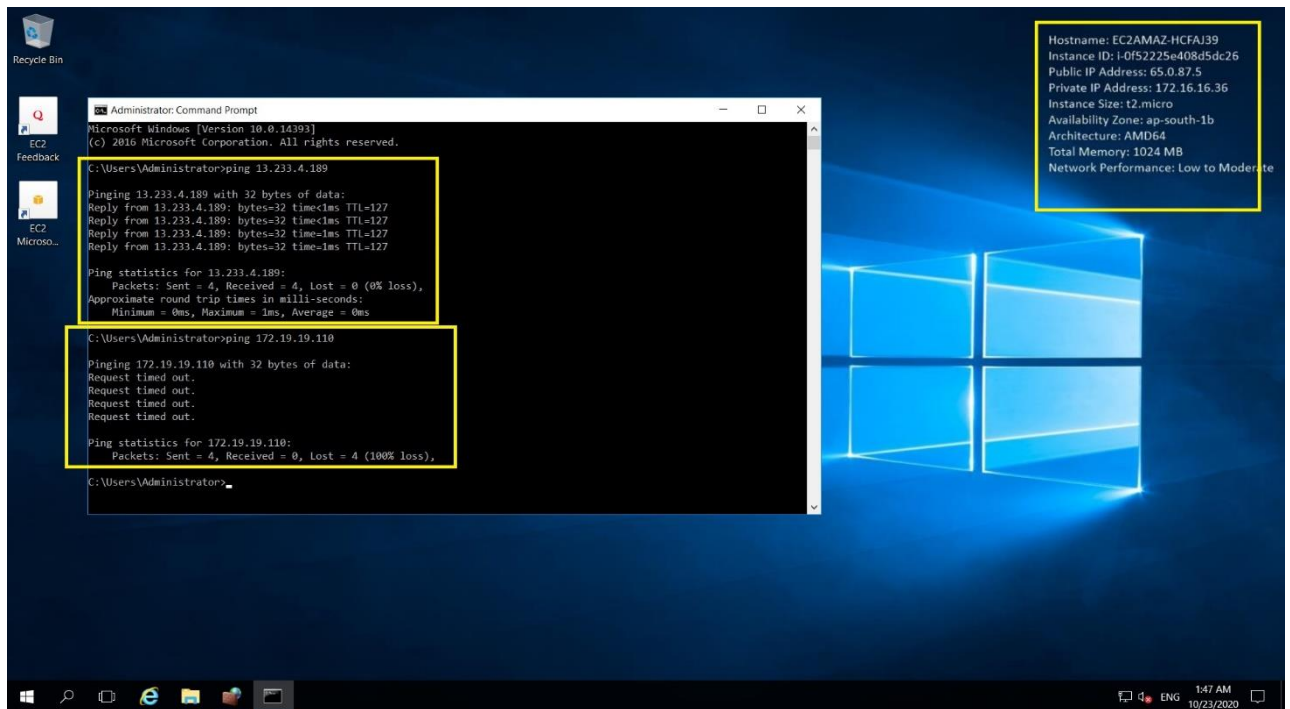 Recycle Bin
EC2
Feedback
EC2
Microso...
Hostname: EC2AMAZ-HCFAJ39
Instance ID: i-0f52225e408d5dc26
Public IP Address: 65.0.87.5
Private IP Address: 172.16.16.36
Instance Size: t2.micro
Availability Zone: ap-south-1b
Architecture: AMD64
Total Memory: 1024 MB
Network Performance: Low to Moderate
Administrator: Command Prompt
Microsoft Windows [Version 10.0.14393]
(c) 2016 Microsoft Corporation. All rights reserved.
C:\Users\Administrator>ping 13.233.4.189
Pinging 13.233.4.189 with 32 bytes of data:
Reply from 13.233.4.189: bytes=32 time<1ms TTL=127
Reply from 13.233.4.189: bytes=32 time<1ms TTL=127
Reply from 13.233.4.189: bytes=32 time=1ms TTL=127
Reply from 13.233.4.189: bytes=32 time=1ms TTL=127
Ping statistics for 13.233.4.189:
Packets: Sent = 4, Received = 4, Lost = 0 (0% loss),
Approximate round trip times in milli-seconds:
Minimum = 0ms, Maximum = 1ms, Average = 0ms
C:\Users\Administrator>ping 172.19.19.110
Pinging 172.19.19.110 with 32 bytes of data:
Request timed out.
Request timed out.
Request timed out.
Request timed out.
Ping statistics for 172.19.19.110:
Packets: Sent = 4, Received = 0, Lost = 4 (100% loss),
C:\Users\Administrator>_
ENG
1:47 AM
10/23/2020